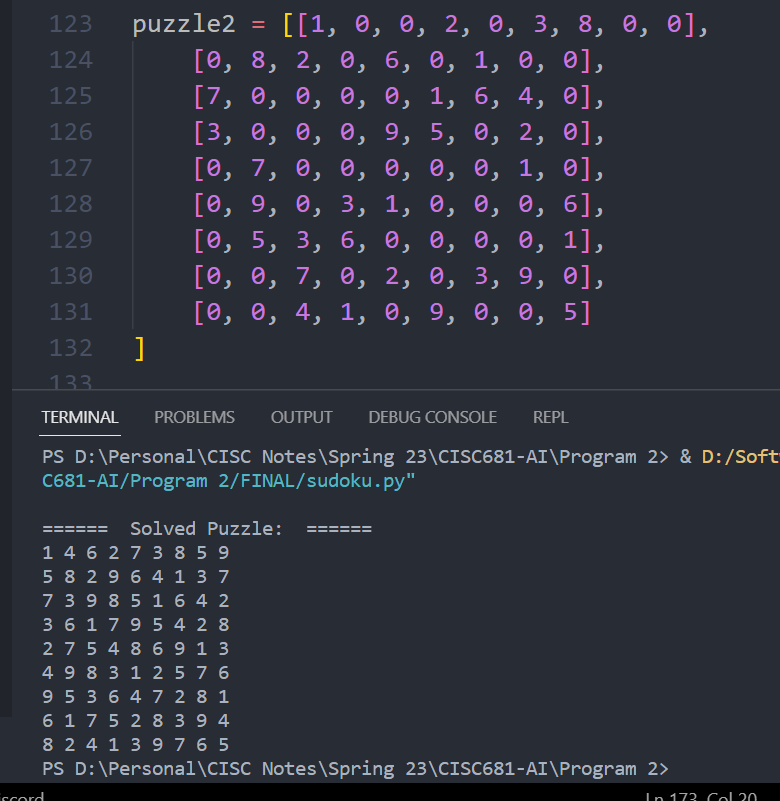 123 puzzle2 = [[1, 0, 0, 2, 0, 3, 8, 0, 0],
124 [0, 8, 2, 0, 6, 0, 1, 0, 0],
125 [7, 0, 0, 0, 0, 1, 6, 4, 0],
126 [3, 0, 0, 0, 9, 5, 0, 2, 0],
127 [0, 7, 0, 0, 0, 0, 0, 1, 0],
128 [0, 9, 0, 3, 1, 0, 0, 0, 6],
129 [0, 5, 3, 6, 0, 0, 0, 0, 1],
130 [0, 0, 7, 0, 2, 0, 3, 9, 0],
131 [0, 0, 4, 1, 0, 9, 0, 0, 5]
132 ]
133
TERMINAL PROBLEMS OUTPUT DEBUG CONSOLE REPL
PS D:\Personal\CISC Notes\Spring 23\CISC681-AI\Program 2> & D:/Soft
C681-AI/Program 2/FINAL/sudoku.py"
====== Solved Puzzle: ======
1 4 6 2 7 3 8 5 9
5 8 2 9 6 4 1 3 7
7 3 9 8 5 1 6 4 2
3 6 1 7 9 5 4 2 8
2 7 5 4 8 6 9 1 3
4 9 8 3 1 2 5 7 6
9 5 3 6 4 7 2 8 1
6 1 7 5 2 8 3 9 4
8 2 4 1 3 9 7 6 5
PS D:\Personal\CISC Notes\Spring 23\CISC681-AI\Program 2>
iscord Ln 173, Col 20